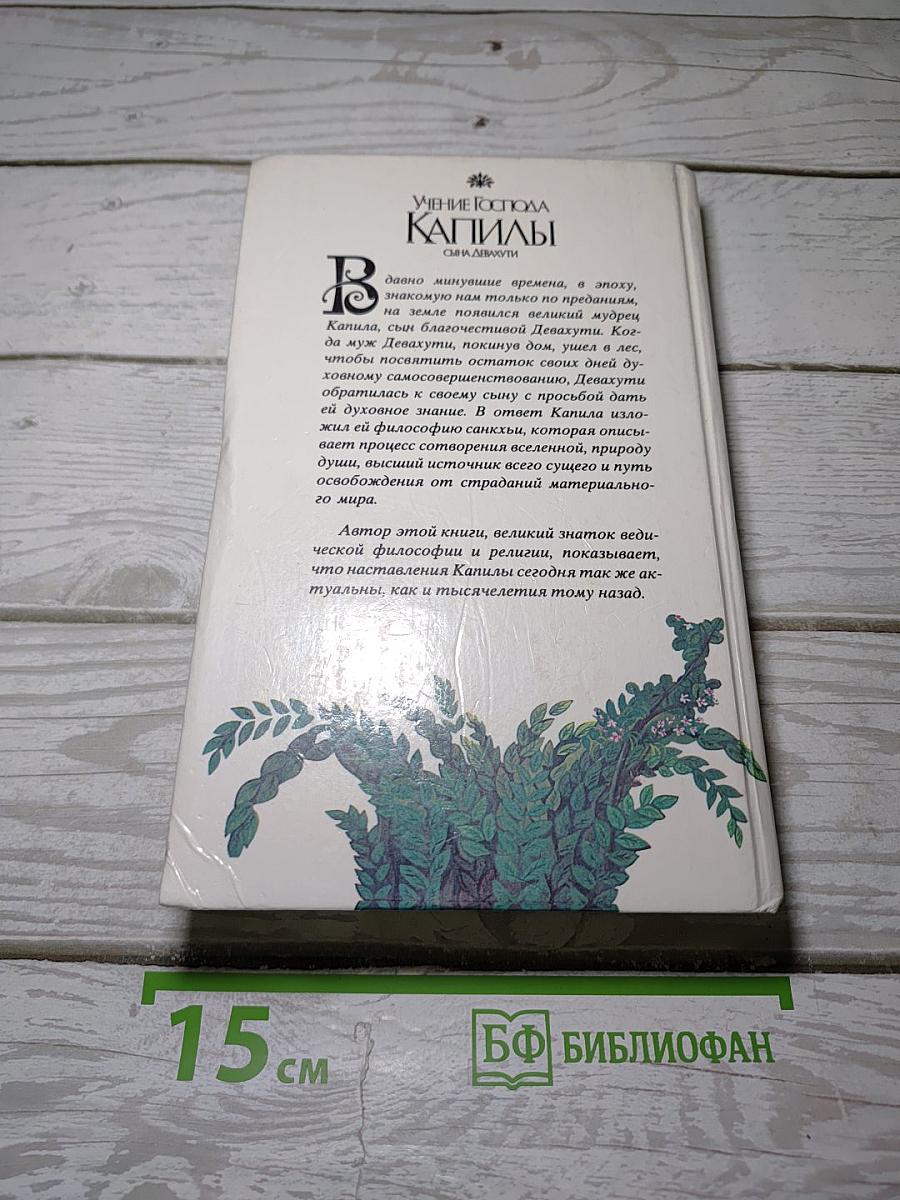 Учение Господа
Капилы
сына Девахути
В давно минувшие времена, в эпоху,
знакомую нам только по преданиям,
на земле появился великий мудрец
Капила, сын благочестивой Девахути. Ког-
да муж Девахути, покинув дом, ушел в лес,
чтобы посвятить остаток своих дней ду-
ховному самосовершенствованию, Девахути
обратилась к своему сыну с просьбой дать
ей духовное знание. В ответ Капила изло-
жил ей философию санкхьи, которая описы-
вает процесс сотворения вселенной, природу
души, высший источник всего сущего и путь
освобождения от страданий материально-
го мира.
Автор этой книги, великий знаток веди-
ческой философии и религии, показывает,
что наставления Капилы сегодня так же ак-
туальны, как и тысячелетия тому назад.
15 см
БФ БИБЛИОФАН